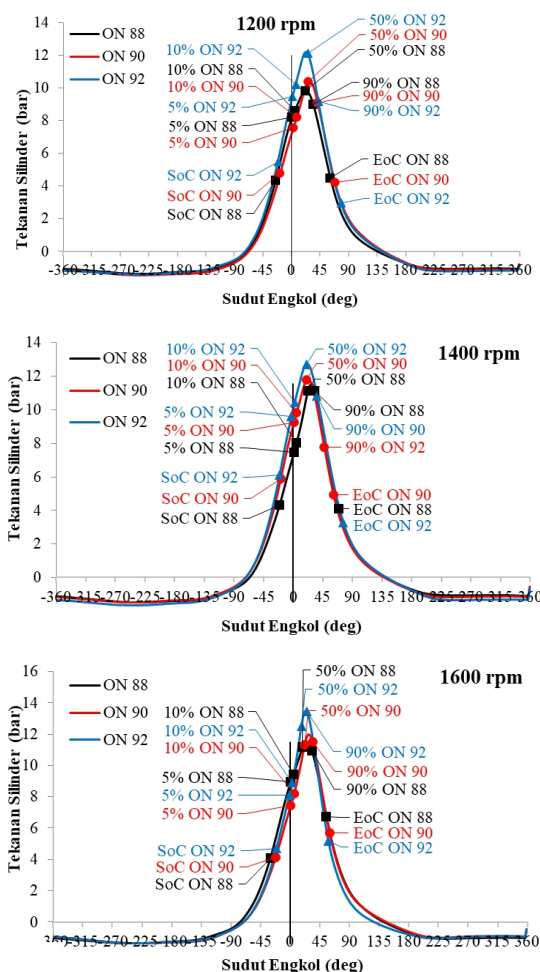 1200 rpm
Tekanan Silinder (bar)
14
12
10
8
6
4
2
0
-2
ON 88
ON 90
ON 92
10% ON 92
10% ON 88
10% ON 90
5% ON 92
5% ON 88
5% ON 90
SoC ON 92
SoC ON 90
SoC ON 88
50% ON 92
50% ON 90
50% ON 88
90% ON 88
90% ON 90
90% ON 92
EoC ON 88
EoC ON 90
EoC ON 92
-360 -315 -270 -225 -180 -135 -90 -45 0 45 90 135 180 225 270 315 360
Sudut Engkol (deg)
1400 rpm
Tekanan Silinder (bar)
14
12
10
8
6
4
2
0
ON 88
ON 90
ON 92
10% ON 92
10% ON 90
10% ON 88
5% ON 92
5% ON 90
5% ON 88
SoC ON 92
SoC ON 90
SoC ON 88
50% ON 92
50% ON 90
50% ON 88
90% ON 88
90% ON 90
90% ON 92
EoC ON 90
EoC ON 88
EoC ON 92
-360 -315 -270 -225 -180 -135 -90 -45 0 45 90 135 180 225 270 315 360
Sudut Engkol (deg)
1600 rpm
Tekanan Silinder (bar)
16
14
12
10
8
6
4
2
0
ON 88
ON 90
ON 92
10% ON 88
10% ON 92
10% ON 90
5% ON 88
5% ON 92
5% ON 90
SoC ON 92
SoC ON 90
SoC ON 88
50% ON 88
50% ON 92
50% ON 90
90% ON 92
90% ON 90
90% ON 88
EoC ON 88
EoC ON 90
EoC ON 92
-360 -315 -270 -225 -180 -135 -90 -45 0 45 90 135 180 225 270 315 360
Sudut Engkol (deg)